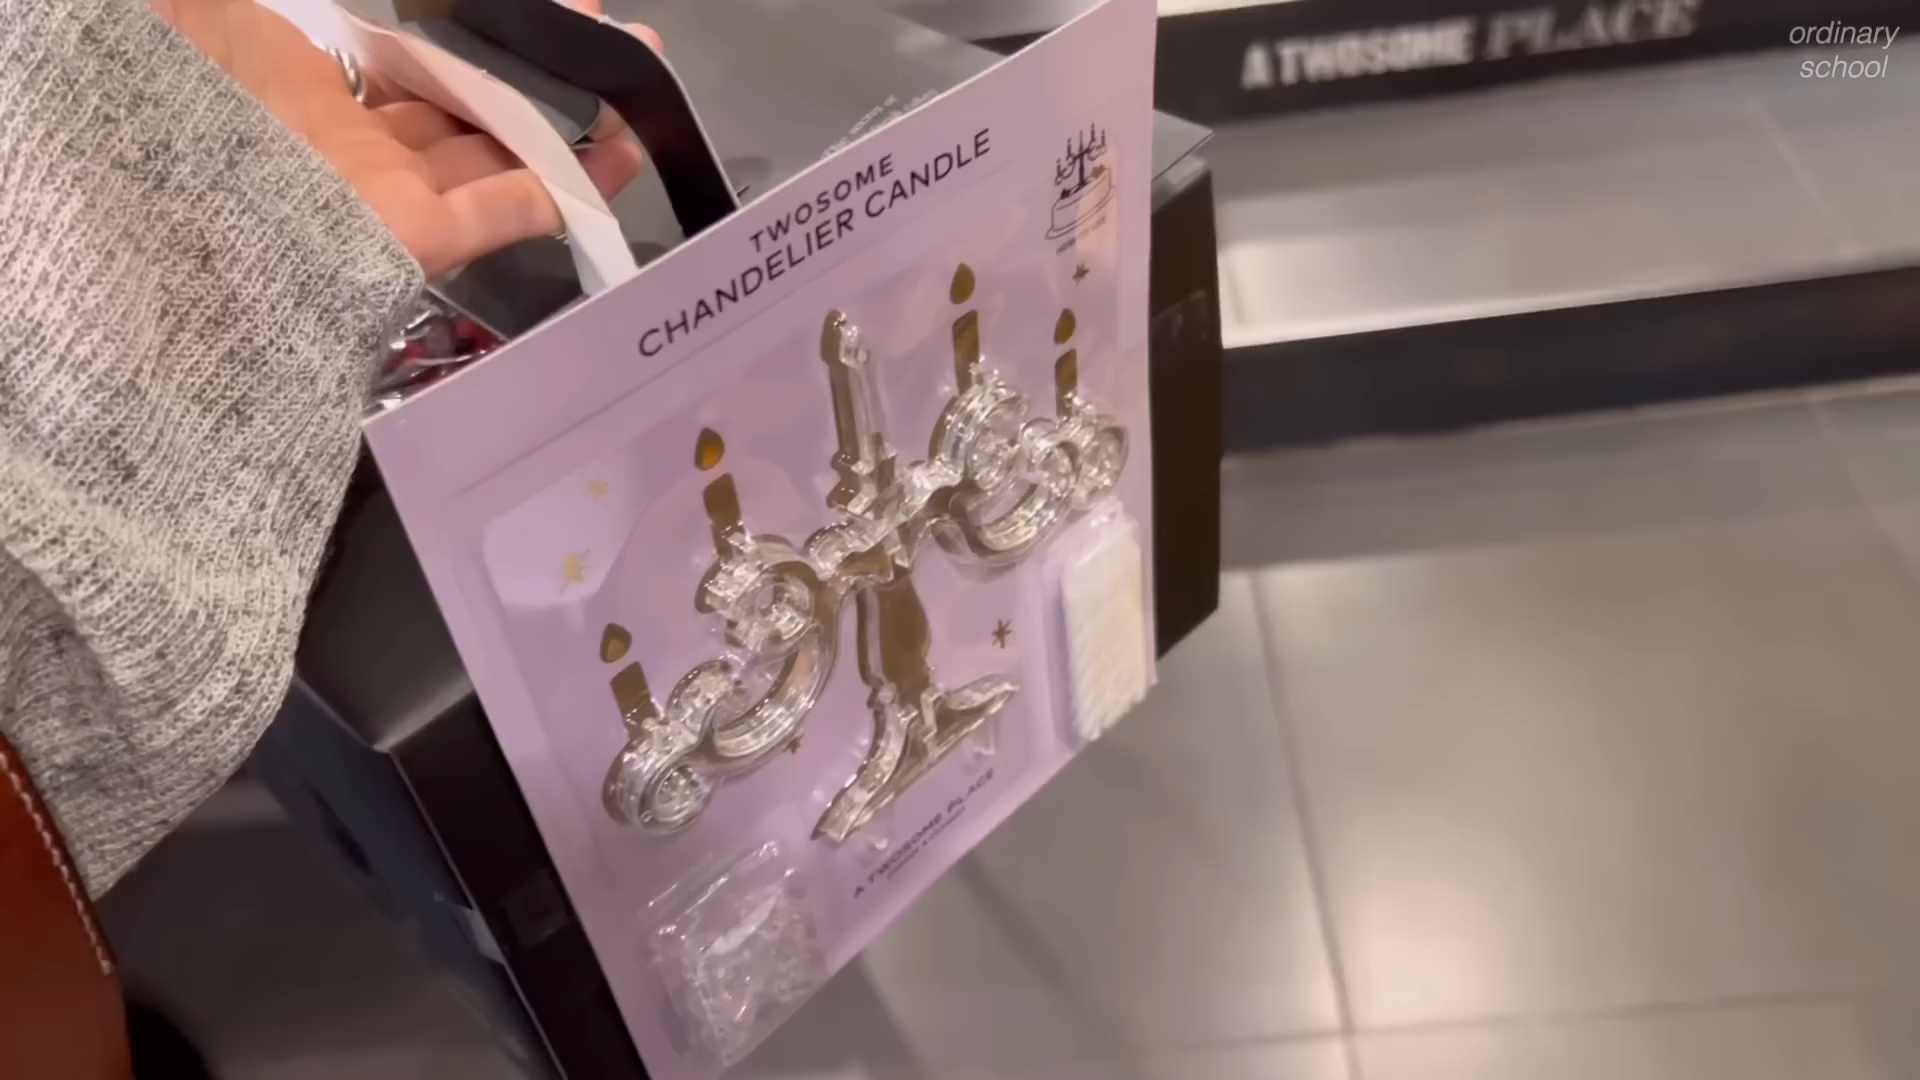 A TWOSOME PLACE
ordinary
school
TWOSOME
CHANDELIER CANDLE
A TWOSOME PLACE